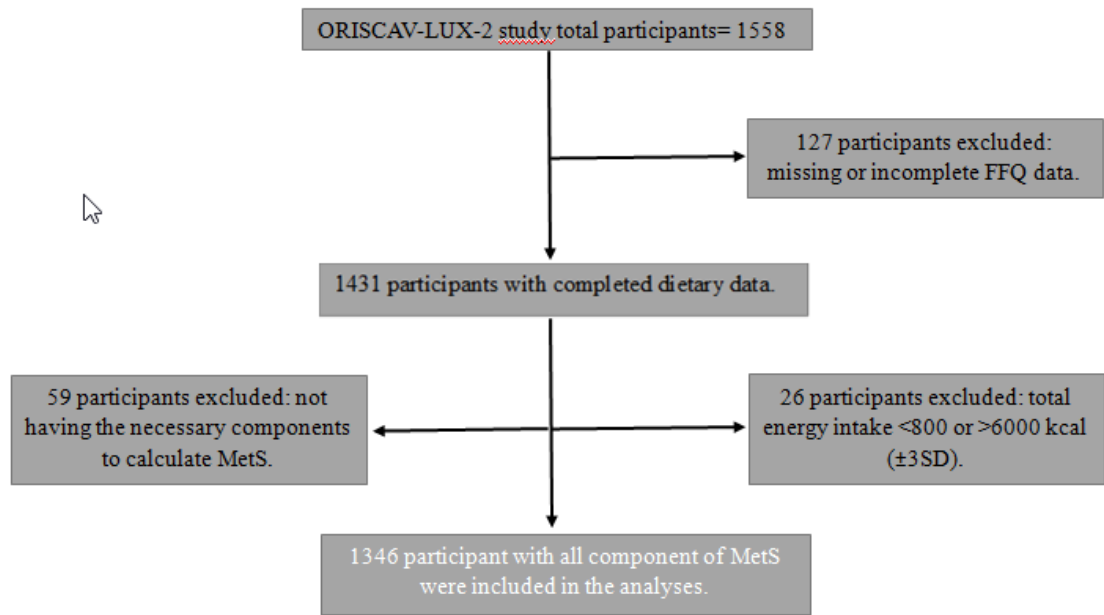 ORISCAV-LUX-2 study total participants= 1558
127 participants excluded:
missing or incomplete FFQ data.
1431 participants with completed dietary data.
59 participants excluded: not
having the necessary components
to calculate MetS.
26 participants excluded: total
energy intake <800 or >6000 kcal
(±3SD).
1346 participant with all component of MetS
were included in the analyses.